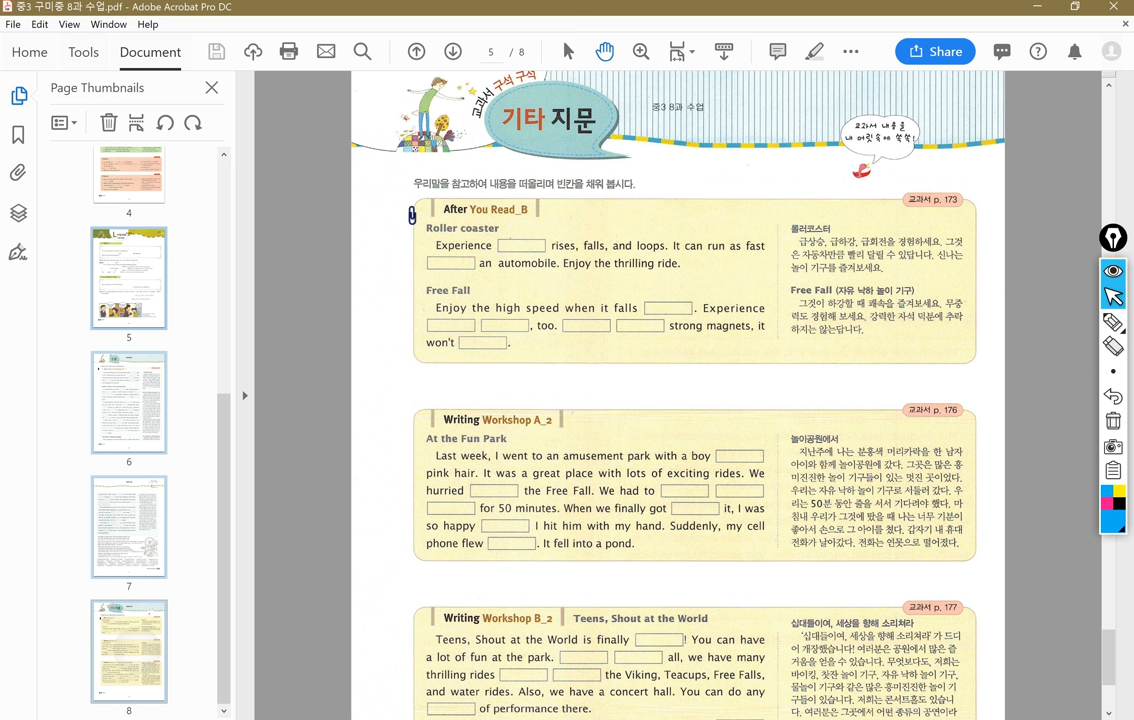 중3 구미중 8과 수업.pdf - Adobe Acrobat Pro DC
File Edit View Window Help
Home Tools Document 5 / 8 Share
Page Thumbnails
4
5
6
7
8
교과서 구석 구석
기타 지문
중3 8과 수업
교과서 내용을
내 머릿속에 쏙쏙!
우리말을 참고하여 내용을 떠올리며 빈칸을 채워 봅시다.
교과서 p. 173
After You Read_B
Roller coaster
Experience rises, falls, and loops. It can run as fast
an automobile. Enjoy the thrilling ride.
Free Fall
Enjoy the high speed when it falls . Experience
, too. strong magnets, it
won't .
롤러코스터
급상승, 급하강, 급회전을 경험하세요. 그것
은 자동차만큼 빨리 달릴 수 있답니다. 신나는
놀이 기구를 즐겨보세요.
Free Fall (자유 낙하 놀이 기구)
그것이 하강할 때 쾌속을 즐겨보세요. 무중
력도 경험해 보세요. 강력한 자석 덕분에 추락
하지는 않는답니다.
교과서 p. 176
Writing Workshop A_2
At the Fun Park
Last week, I went to an amusement park with a boy
pink hair. It was a great place with lots of exciting rides. We
hurried the Free Fall. We had to
for 50 minutes. When we finally got it, I was
so happy I hit him with my hand. Suddenly, my cell
phone flew . It fell into a pond.
놀이공원에서
지난주에 나는 분홍색 머리카락을 한 남자
아이와 함께 놀이공원에 갔다. 그곳은 많은 흥
미진진한 놀이 기구들이 있는 멋진 곳이었다.
우리는 자유 낙하 놀이 기구로 서둘러 갔다. 우
리는 50분 동안 줄을 서서 기다려야 했다. 마
침내 우리가 그것에 탔을 때 나는 너무 기분이
좋아서 손으로 그 아이를 쳤다. 갑자기 내 휴대
전화가 날아갔다. 전화는 연못으로 떨어졌다.
교과서 p. 177
Writing Workshop B_2 Teens, Shout at the World
Teens, Shout at the World is finally ! You can have
a lot of fun at the park. all, we have many
thrilling rides the Viking, Teacups, Free Falls,
and water rides. Also, we have a concert hall. You can do any
of performance there.
십대들이여, 세상을 향해 소리쳐라
'십대들이여, 세상을 향해 소리쳐라'가 드디
어 개장했습니다! 여러분은 공원에서 많은 즐
거움을 얻을 수 있습니다. 무엇보다도, 저희는
바이킹, 찻잔 놀이 기구, 자유 낙하 놀이 기구,
물놀이 기구와 같은 많은 흥미진진한 놀이 기
구들이 있습니다. 저희는 콘서트홀도 있습니
다. 여러분은 그곳에서 어떤 종류의 공연이라